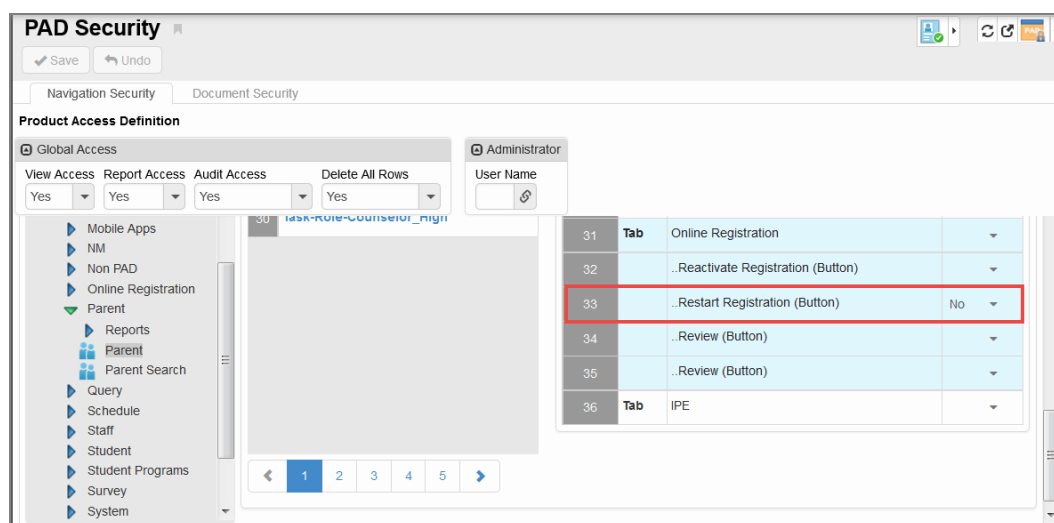 PAD Security
Save Undo
Navigation Security Document Security
Product Access Definition
Global Access
Administrator
View Access Report Access Audit Access Delete All Rows
User Name
Yes Yes Yes Yes
Mobile Apps
NM
Non PAD
Online Registration
Parent
Reports
Parent
Parent Search
Query
Schedule
Staff
Student
Student Programs
Survey
System
30 Task-Role-Counselor_High
1 2 3 4 5
31 Tab Online Registration
32 ..Reactivate Registration (Button)
33 ..Restart Registration (Button) No
34 ..Review (Button)
35 ..Review (Button)
36 Tab IPE